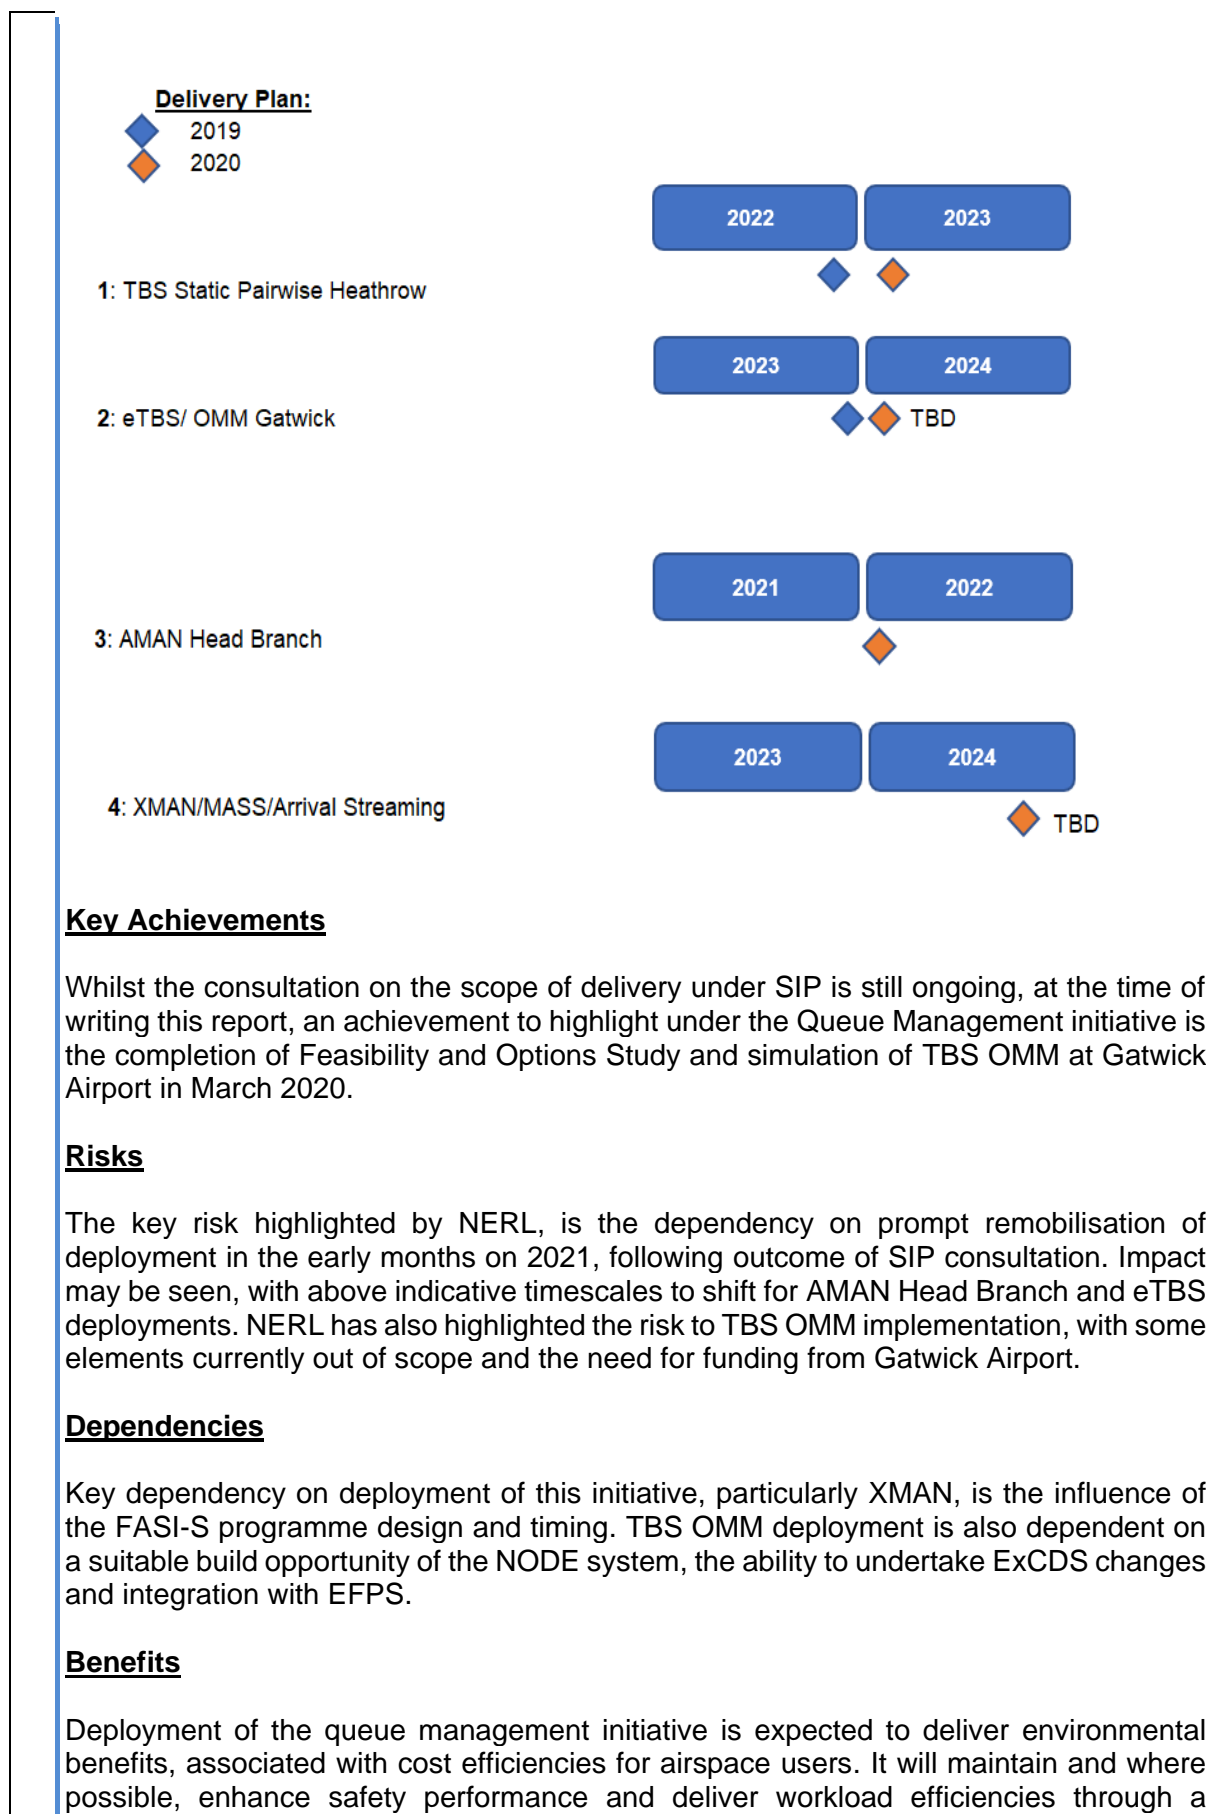 Delivery Plan:
2019
2020
2022 2023
1: TBS Static Pairwise Heathrow
2023 2024
2: eTBS/ OMM Gatwick TBD
2021 2022
3: AMAN Head Branch
2023 2024
4: XMAN/MASS/Arrival Streaming
TBD
Key Achievements
Whilst the consultation on the scope of delivery under SIP is still ongoing, at the time of
writing this report, an achievement to highlight under the Queue Management initiative is
the completion of Feasibility and Options Study and simulation of TBS OMM at Gatwick
Airport in March 2020.
Risks
The key risk highlighted by NERL, is the dependency on prompt remobilisation of
deployment in the early months on 2021, following outcome of SIP consultation. Impact
may be seen, with above indicative timescales to shift for AMAN Head Branch and eTBS
deployments. NERL has also highlighted the risk to TBS OMM implementation, with some
elements currently out of scope and the need for funding from Gatwick Airport.
Dependencies
Key dependency on deployment of this initiative, particularly XMAN, is the influence of
the FASI-S programme design and timing. TBS OMM deployment is also dependent on
a suitable build opportunity of the NODE system, the ability to undertake ExCDS changes
and integration with EFPS.
Benefits
Deployment of the queue management initiative is expected to deliver environmental
benefits, associated with cost efficiencies for airspace users. It will maintain and where
possible, enhance safety performance and deliver workload efficiencies through a